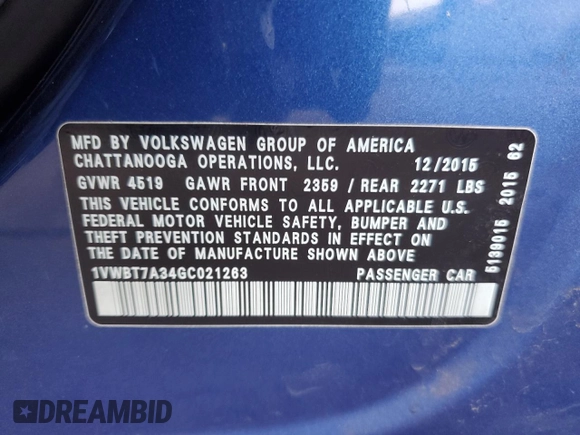 MFD BY VOLKSWAGEN GROUP OF AMERICA
CHATTANOOGA OPERATIONS, LLC. 12/2015
GVWR 4519 GAWR FRONT 2359 / REAR 2271 LBS
THIS VEHICLE CONFORMS TO ALL APPLICABLE U.S.
FEDERAL MOTOR VEHICLE SAFETY, BUMPER AND
THEFT PREVENTION STANDARDS IN EFFECT ON
THE DATE OF MANUFACTURE SHOWN ABOVE
1VWBT7A34GC021263 PASSENGER CAR
5139015 2015 62
DREAMBID